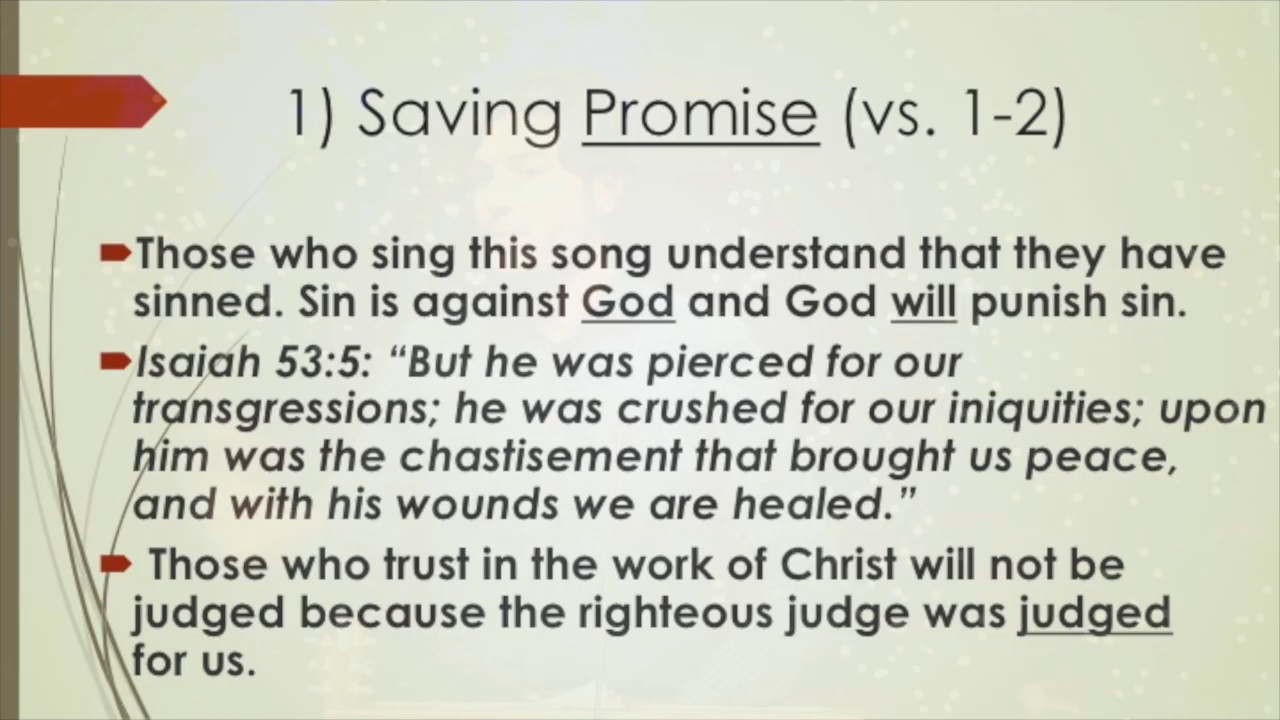 1) Saving Promise (vs. 1-2)
Those who sing this song understand that they have
sinned. Sin is against God and God will punish sin.
Isaiah 53:5: “But he was pierced for our
transgressions; he was crushed for our iniquities; upon
him was the chastisement that brought us peace,
and with his wounds we are healed.”
Those who trust in the work of Christ will not be
judged because the righteous judge was judged
for us.